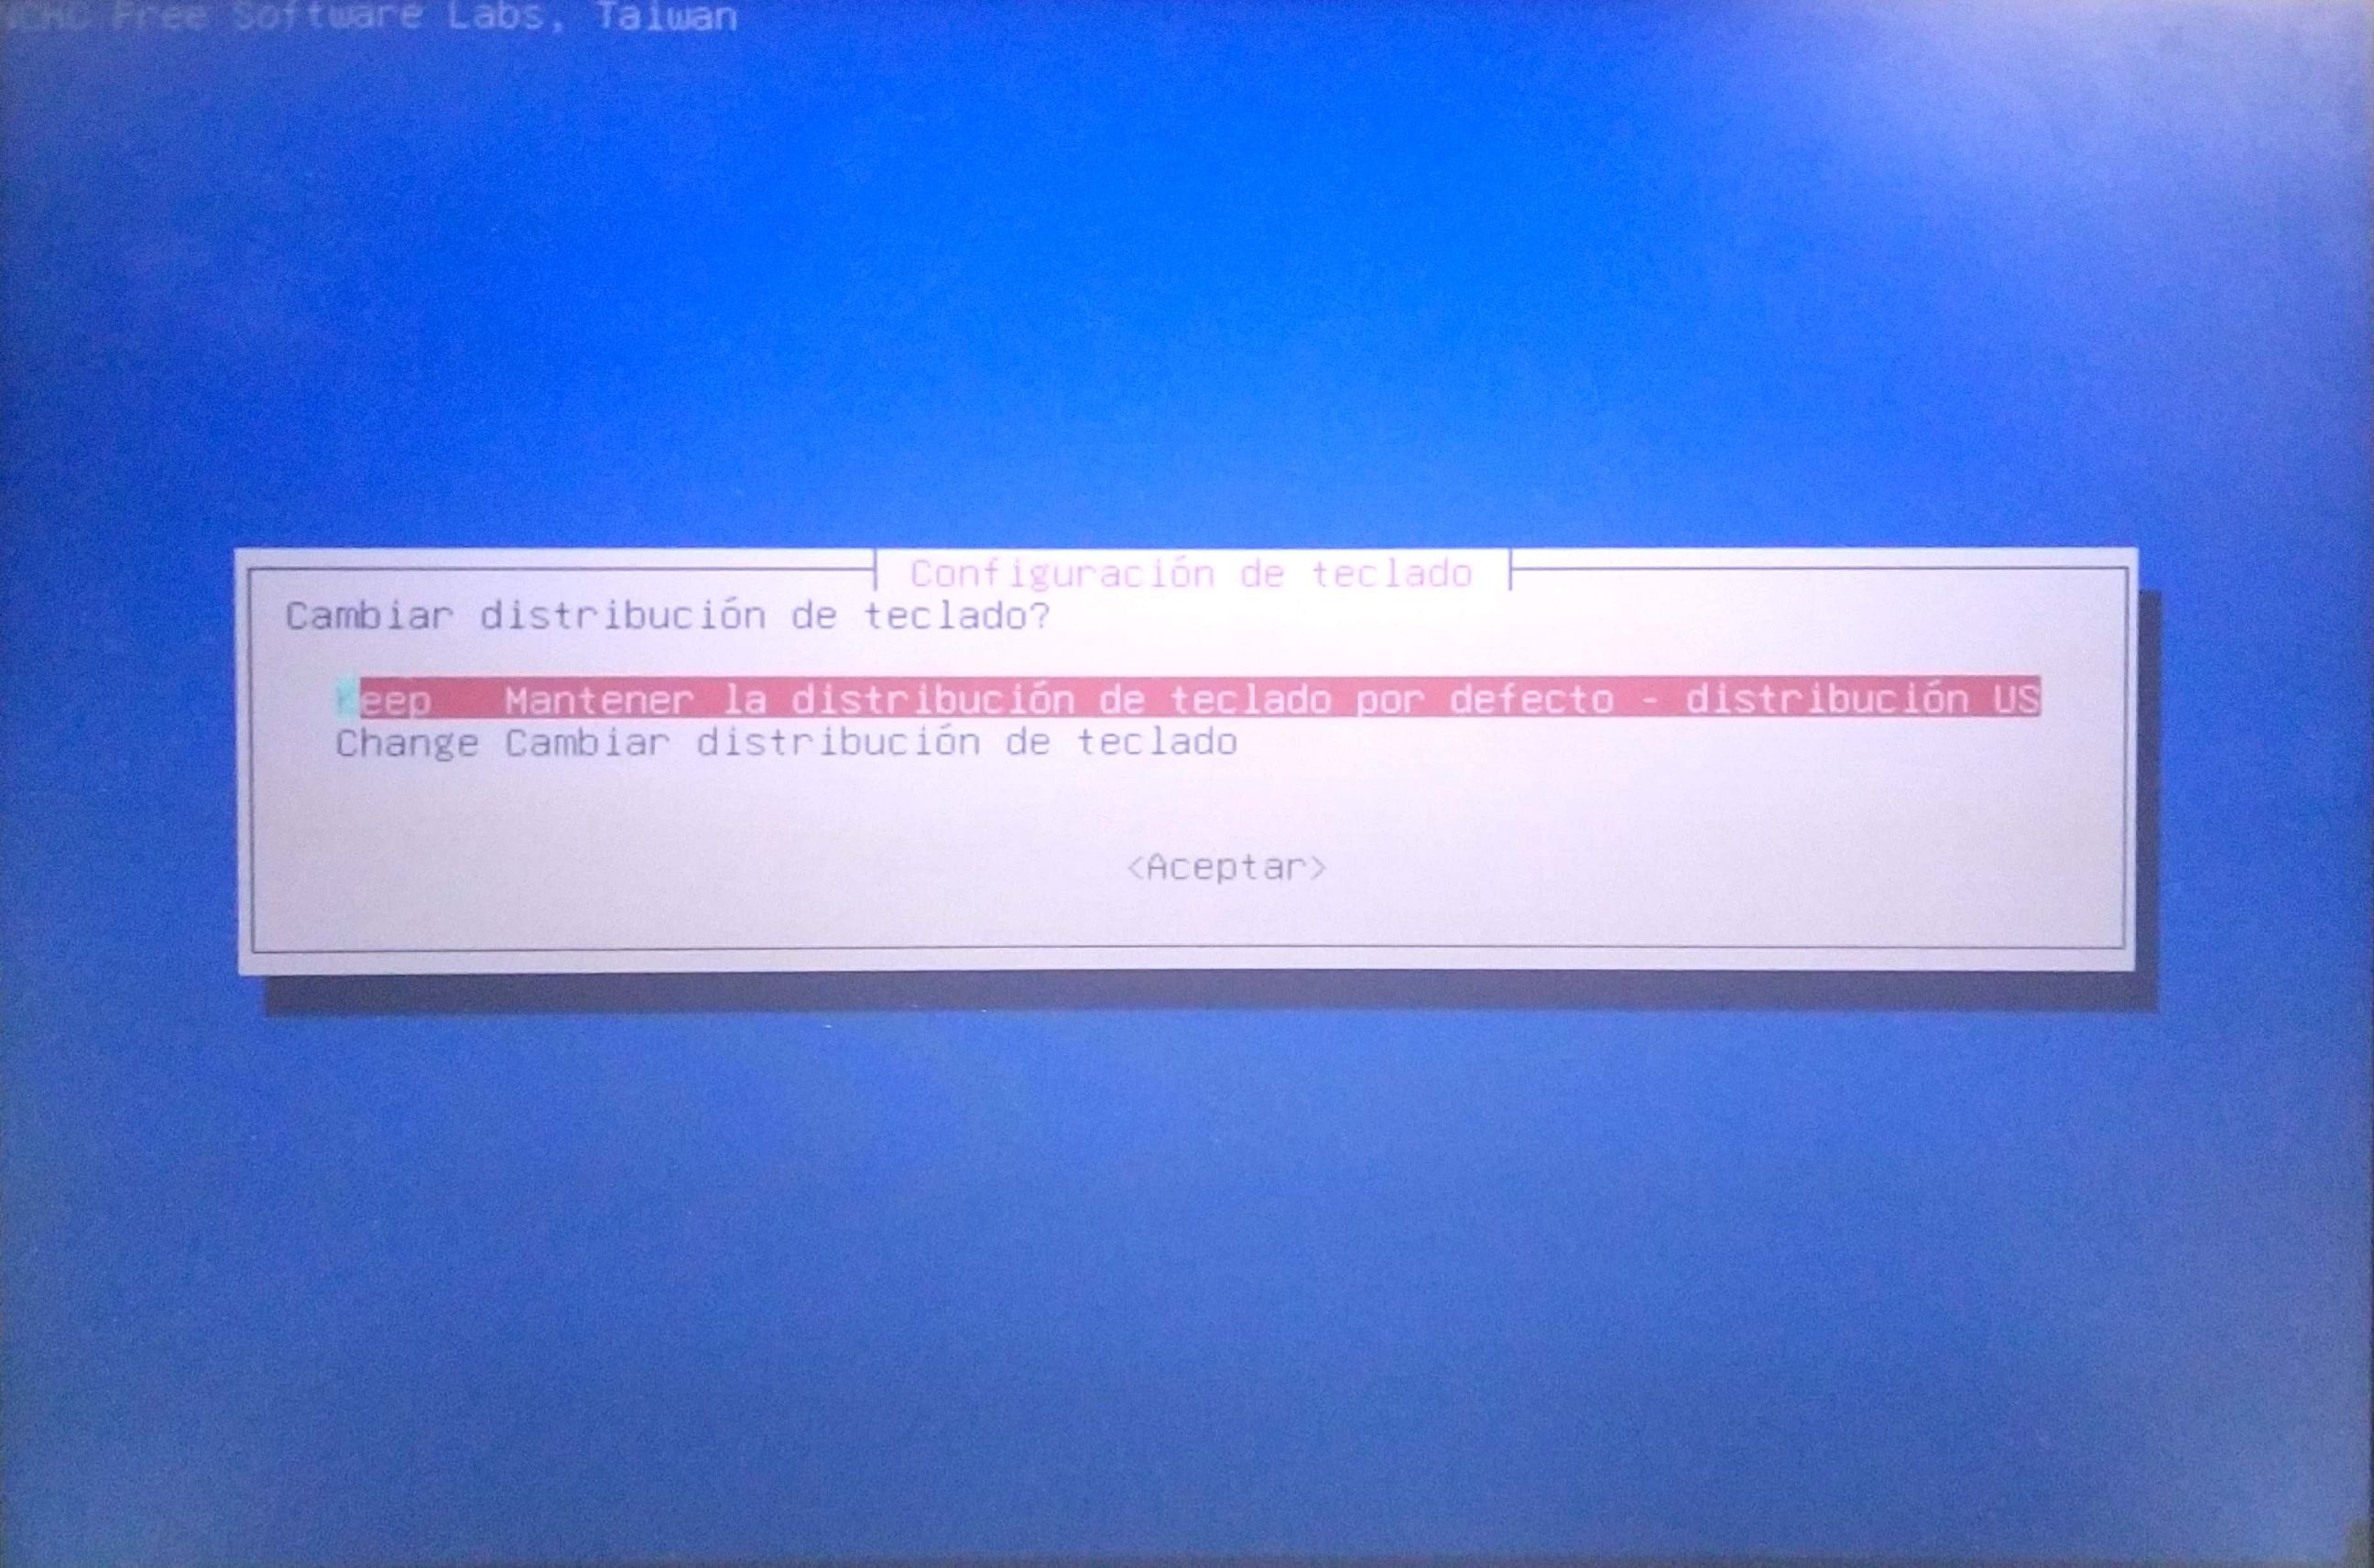 NCHC Free Software Labs, Taiwan
Configuración de teclado
Cambiar distribución de teclado?
Keep Mantener la distribución de teclado por defecto - distribución US
Change Cambiar distribución de teclado
<Aceptar>